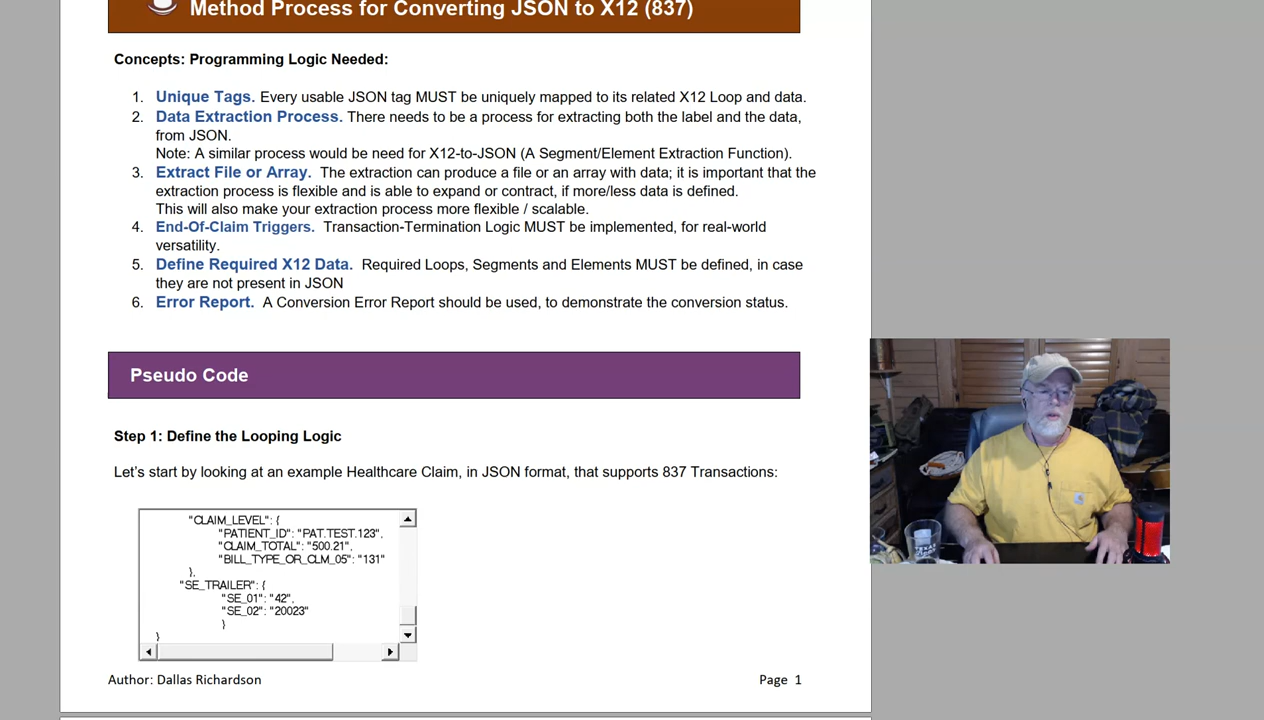 Method Process for Converting JSON to X12 (837)
Concepts: Programming Logic Needed:
1. Unique Tags. Every usable JSON tag MUST be uniquely mapped to its related X12 Loop and data.
2. Data Extraction Process. There needs to be a process for extracting both the label and the data,
from JSON.
Note: A similar process would be need for X12-to-JSON (A Segment/Element Extraction Function).
3. Extract File or Array. The extraction can produce a file or an array with data; it is important that the
extraction process is flexible and is able to expand or contract, if more/less data is defined.
This will also make your extraction process more flexible / scalable.
4. End-Of-Claim Triggers. Transaction-Termination Logic MUST be implemented, for real-world
versatility.
5. Define Required X12 Data. Required Loops, Segments and Elements MUST be defined, in case
they are not present in JSON
6. Error Report. A Conversion Error Report should be used, to demonstrate the conversion status.
Pseudo Code
Step 1: Define the Looping Logic
Let's start by looking at an example Healthcare Claim, in JSON format, that supports 837 Transactions:
"CLAIM_LEVEL": {
"PATIENT_ID": "PAT.TEST.123",
"CLAIM_TOTAL": "500.21",
"BILL_TYPE_OR_CLM_05": "131"
},
"SE_TRAILER": {
"SE_01": "42",
"SE_02": "20023"
}
}
Author: Dallas Richardson
Page 1